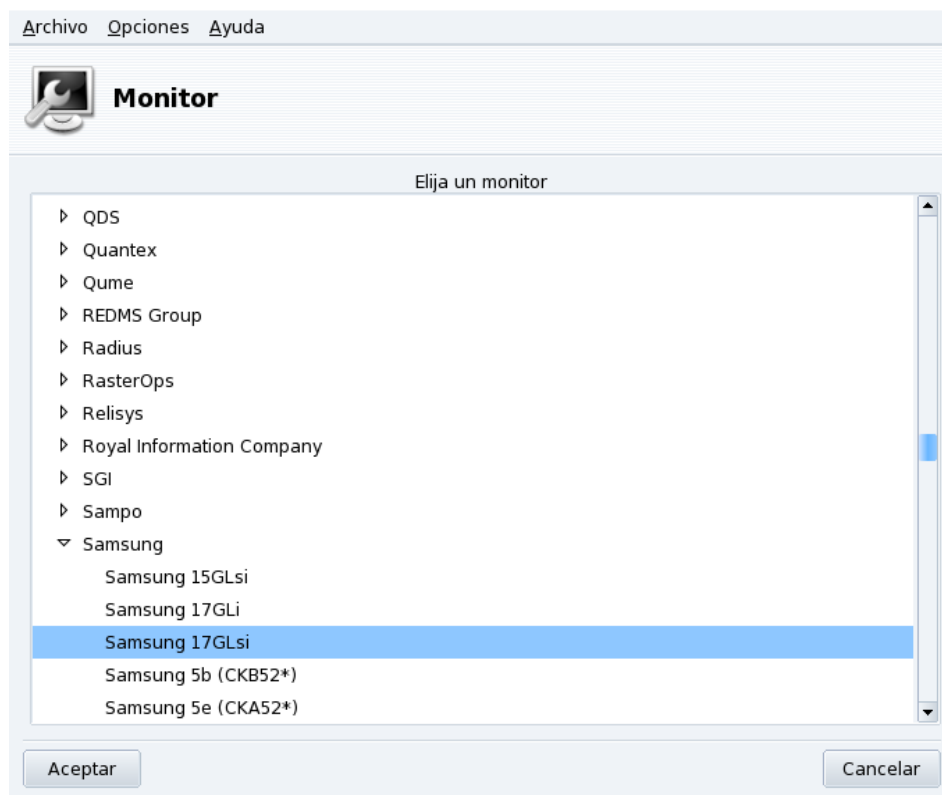 Archivo Opciones Ayuda
Monitor
Elija un monitor
QDS
Quantex
Qume
REDMS Group
Radius
RasterOps
Relisys
Royal Information Company
SGI
Sampo
Samsung
Samsung 15GLsi
Samsung 17GLi
Samsung 17GLsi
Samsung 5b (CKB52*)
Samsung 5e (CKA52*)
Aceptar Cancelar